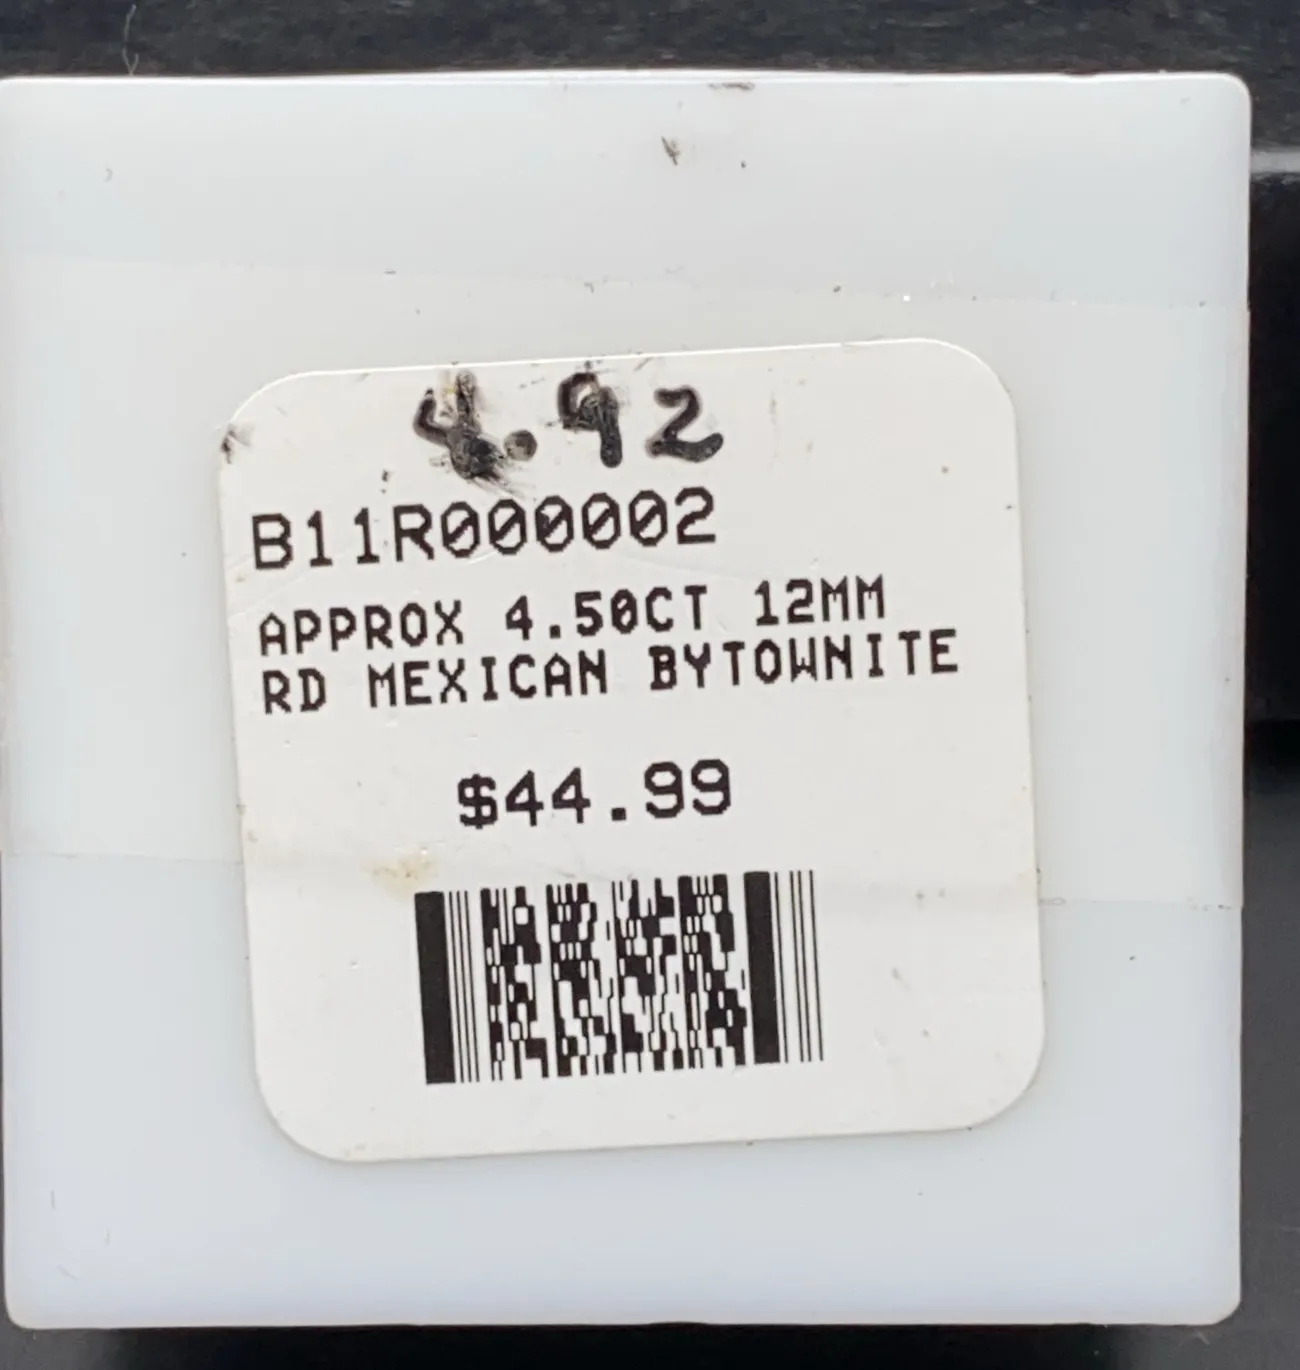 4.92
B11R000002
APPROX 4.50CT 12MM
RD MEXICAN BYTOWNITE
$44.99